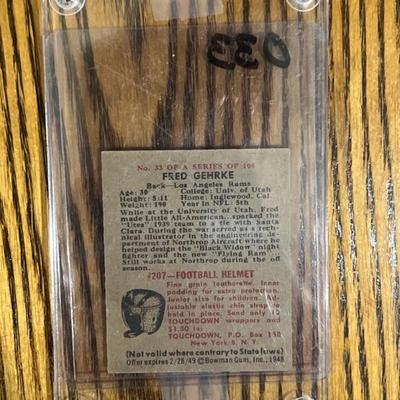 033
No. 33 OF A SERIES OF 108
FRED GEHRKE
Back—Los Angeles Rams
Age: 30 College: Univ. of Utah
Height: 5:11 Home: Inglewood, Cal.
Weight: 190 Year in NFL: 5th
While at the University of Utah, Fred
made Little All-American...sparked the
"Utes" 1939 team to a tie with Santa
Clara. During the war served as a tech-
nical illustrator in the engineering de-
partment of Northrop Aircraft where he
designed the "Black Widow" night
fighter and the new "Flying Ram".
Still works at Northrop during the off
season.
#207—FOOTBALL HELMET
Fine grain leatherette. Inner
padding for extra protection.
Junior size for children. Ad-
justable elastic chin strap to
hold in place. Send only 10
TOUCHDOWN wrappers and
$1.50 to:
TOUCHDOWN, P.O. Box 158
New York 8, N. Y.
(Not valid where contrary to State laws)
Offer expires 2/28/49 ©Bowman Gum, Inc., 1948